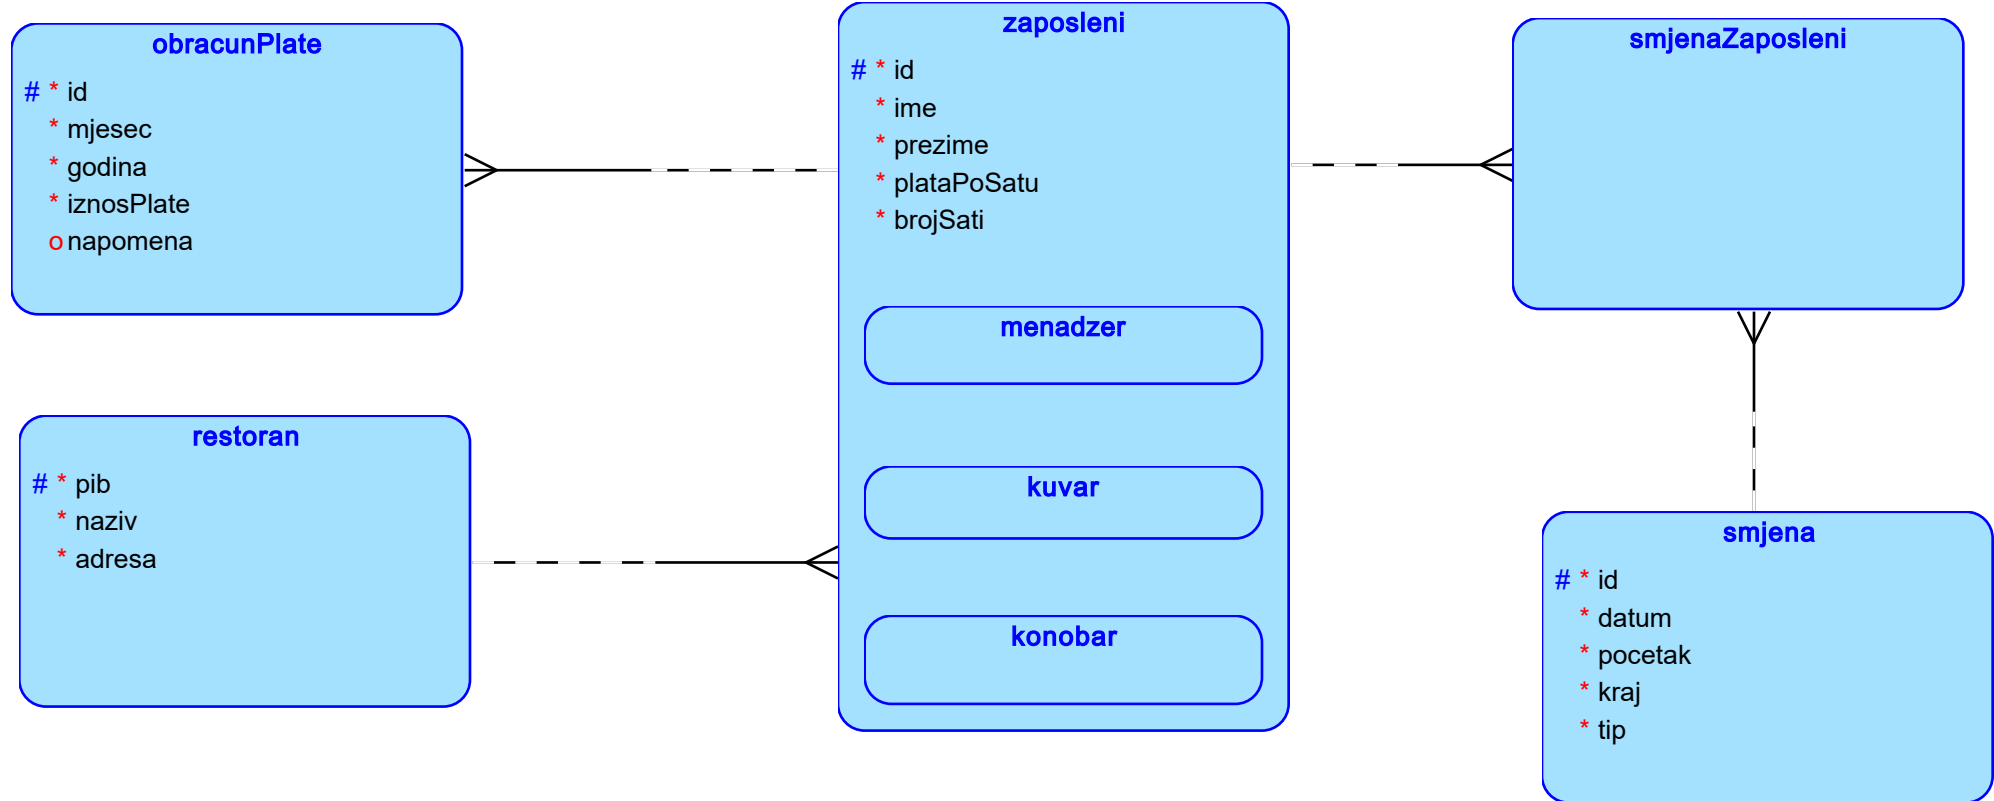 obracunPlate
# * id
* mjesec
* godina
* iznosPlate
o napomena
zaposleni
# * id
* ime
* prezime
* plataPoSatu
* brojSati
menadzer
kuvar
konobar
smjenaZaposleni
restoran
# * pib
* naziv
* adresa
smjena
# * id
* datum
* pocetak
* kraj
* tip